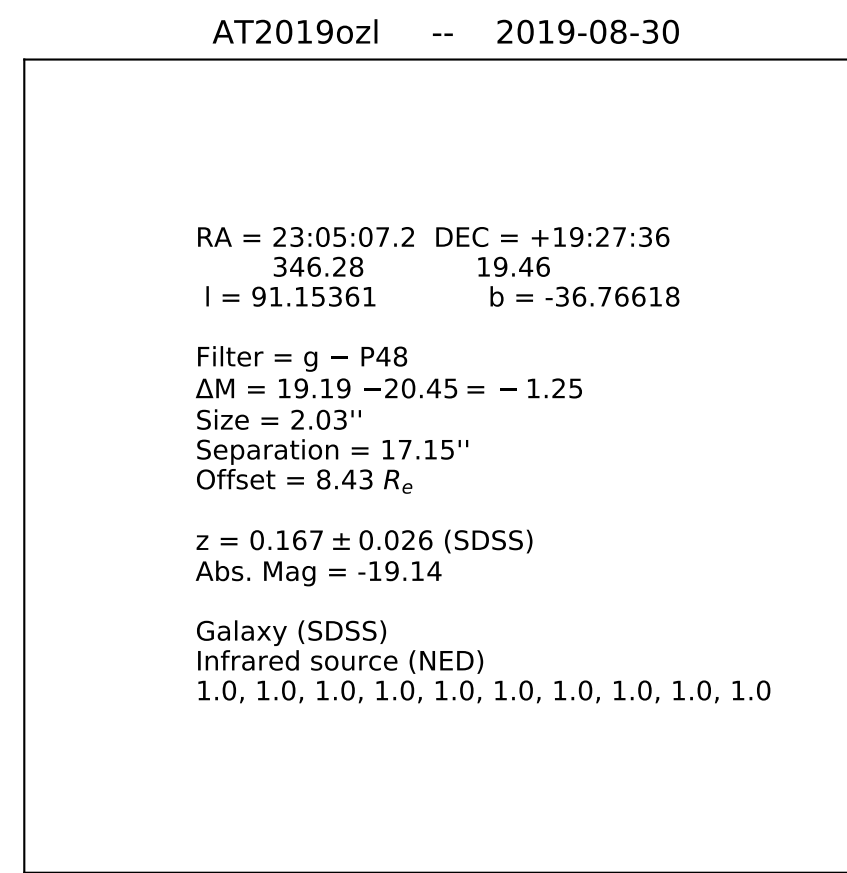 AT2019ozl -- 2019-08-30
RA = 23:05:07.2 DEC = +19:27:36
346.28 19.46
l = 91.15361 b = -36.76618
Filter = g − P48
ΔM = 19.19 −20.45 = − 1.25
Size = 2.03''
Separation = 17.15''
Offset = 8.43 Rₑ
z = 0.167 ± 0.026 (SDSS)
Abs. Mag = -19.14
Galaxy (SDSS)
Infrared source (NED)
1.0, 1.0, 1.0, 1.0, 1.0, 1.0, 1.0, 1.0, 1.0, 1.0